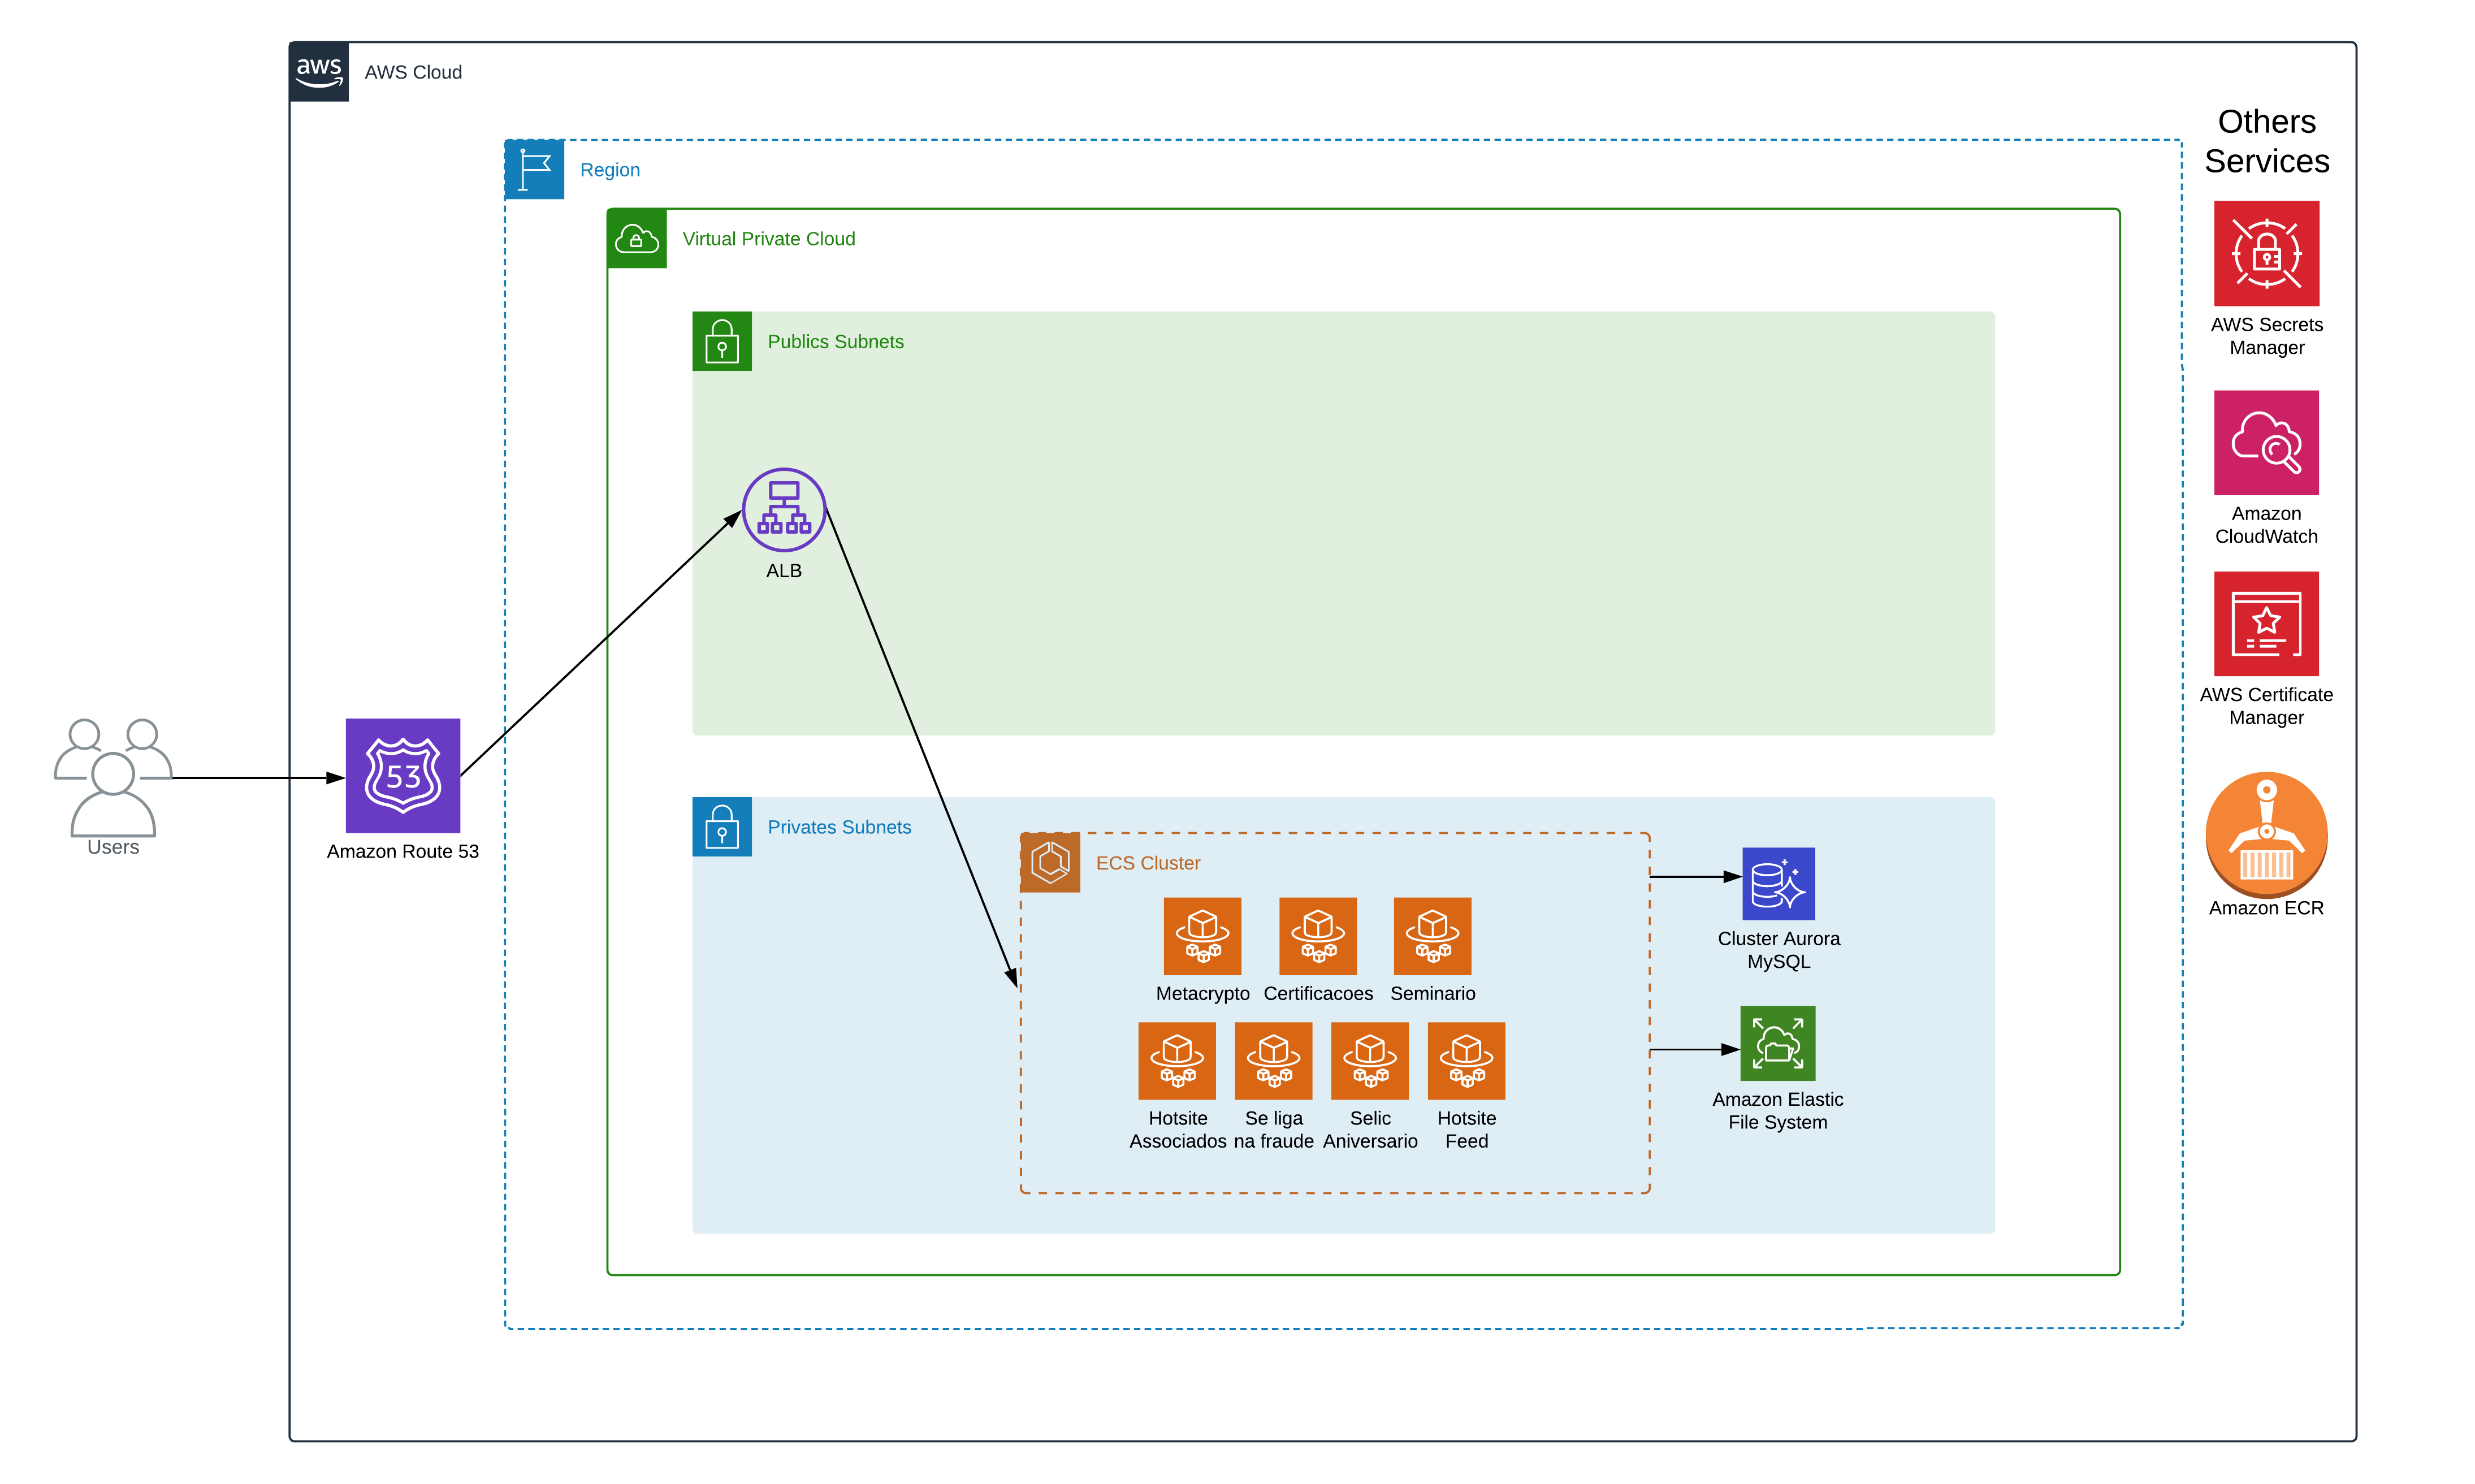 aws
AWS Cloud
Others
Services
Region
Virtual Private Cloud
AWS Secrets
Manager
Publics Subnets
Amazon
CloudWatch
ALB
AWS Certificate
Manager
53
Users
Amazon Route 53
Privates Subnets
ECS Cluster
Amazon ECR
Cluster Aurora
MySQL
Metacrypto
Certificacoes
Seminario
Amazon Elastic
File System
Hotsite
Associados
Se liga
na fraude
Selic
Aniversario
Hotsite
Feed